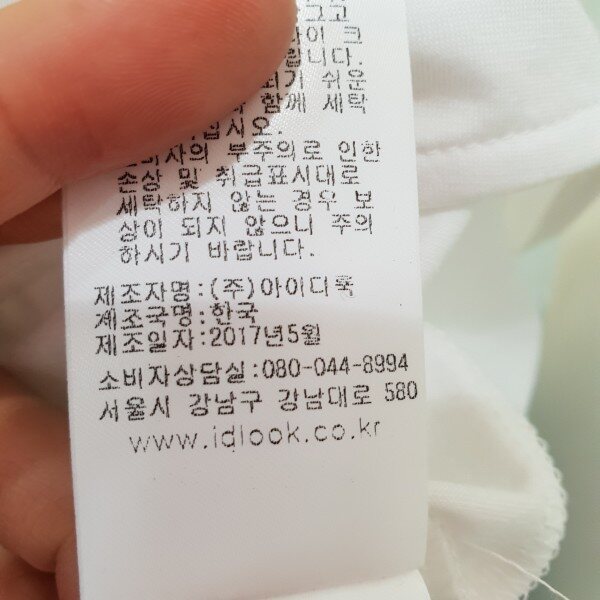 그고
크
립니다.
되기 쉬운
함께 세탁
십시오.
소비자의 부주의로 인한
손상 및 취급표시대로
세탁하지 않는 경우 보
상이 되지 않으니 주의
하시기 바랍니다.
제조자명:(주)아이디룩
제조국명:한국
제조일자:2017년5월
소비자상담실:080-044-8994
서울시 강남구 강남대로 580
www.idlook.co.kr